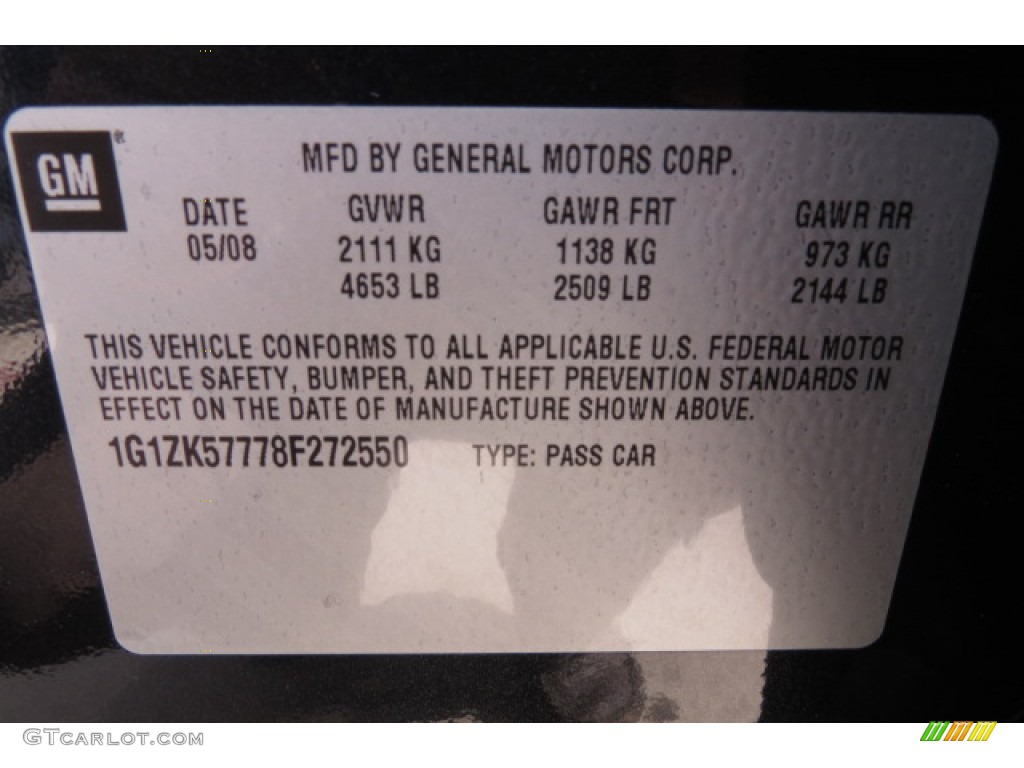 GM®
MFD BY GENERAL MOTORS CORP.
DATE GVWR GAWR FRT GAWR RR
05/08 2111 KG 1138 KG 973 KG
4653 LB 2509 LB 2144 LB
THIS VEHICLE CONFORMS TO ALL APPLICABLE U.S. FEDERAL MOTOR
VEHICLE SAFETY, BUMPER, AND THEFT PREVENTION STANDARDS IN
EFFECT ON THE DATE OF MANUFACTURE SHOWN ABOVE.
1G1ZK57778F272550 TYPE: PASS CAR
GTCARLOT.COM